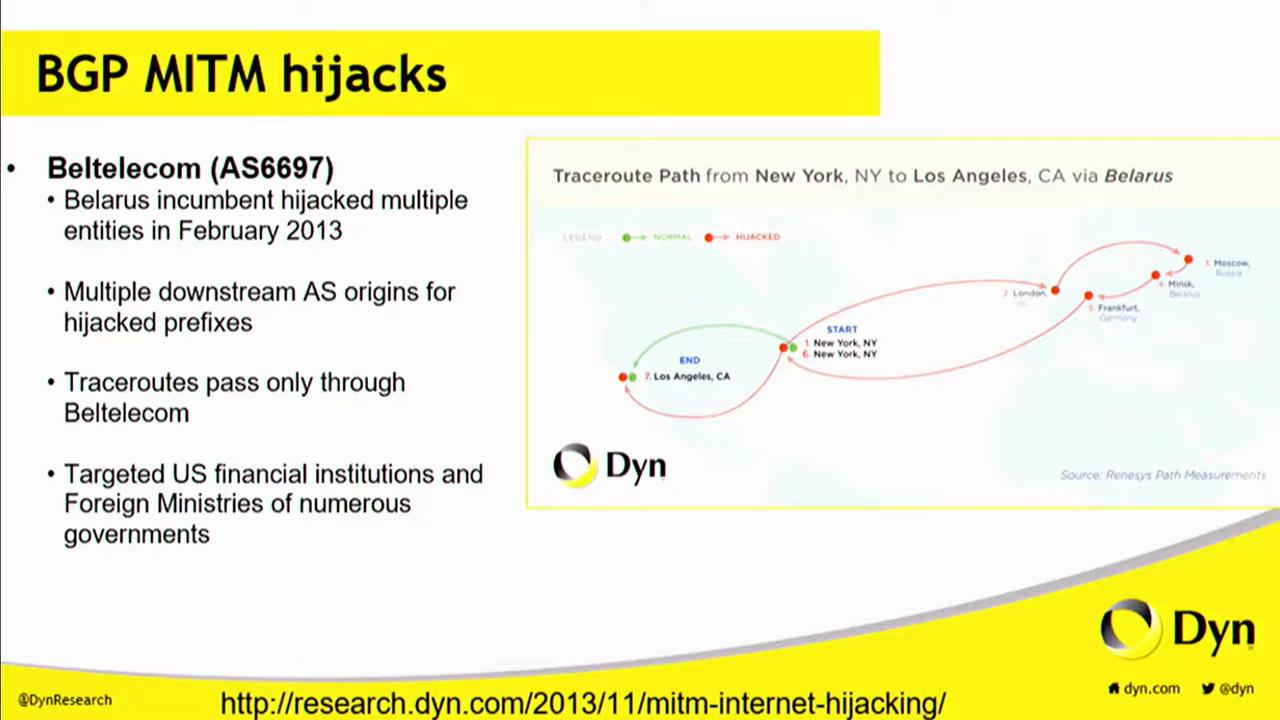 BGP MITM hijacks
• Beltelecom (AS6697)
• Belarus incumbent hijacked multiple
entities in February 2013
• Multiple downstream AS origins for
hijacked prefixes
• Traceroutes pass only through
Beltelecom
• Targeted US financial institutions and
Foreign Ministries of numerous
governments
Traceroute Path from New York, NY to Los Angeles, CA via Belarus
LEGEND: NORMAL HIJACKED
3. Moscow,
Russia
4. Minsk,
Belarus
2. London,
5. Frankfurt,
Germany
START
1. New York, NY
6. New York, NY
END
7. Los Angeles, CA
Dyn
Source: Renesys Path Measurements
Dyn
dyn.com @dyn
@DynResearch
http://research.dyn.com/2013/11/mitm-internet-hijacking/